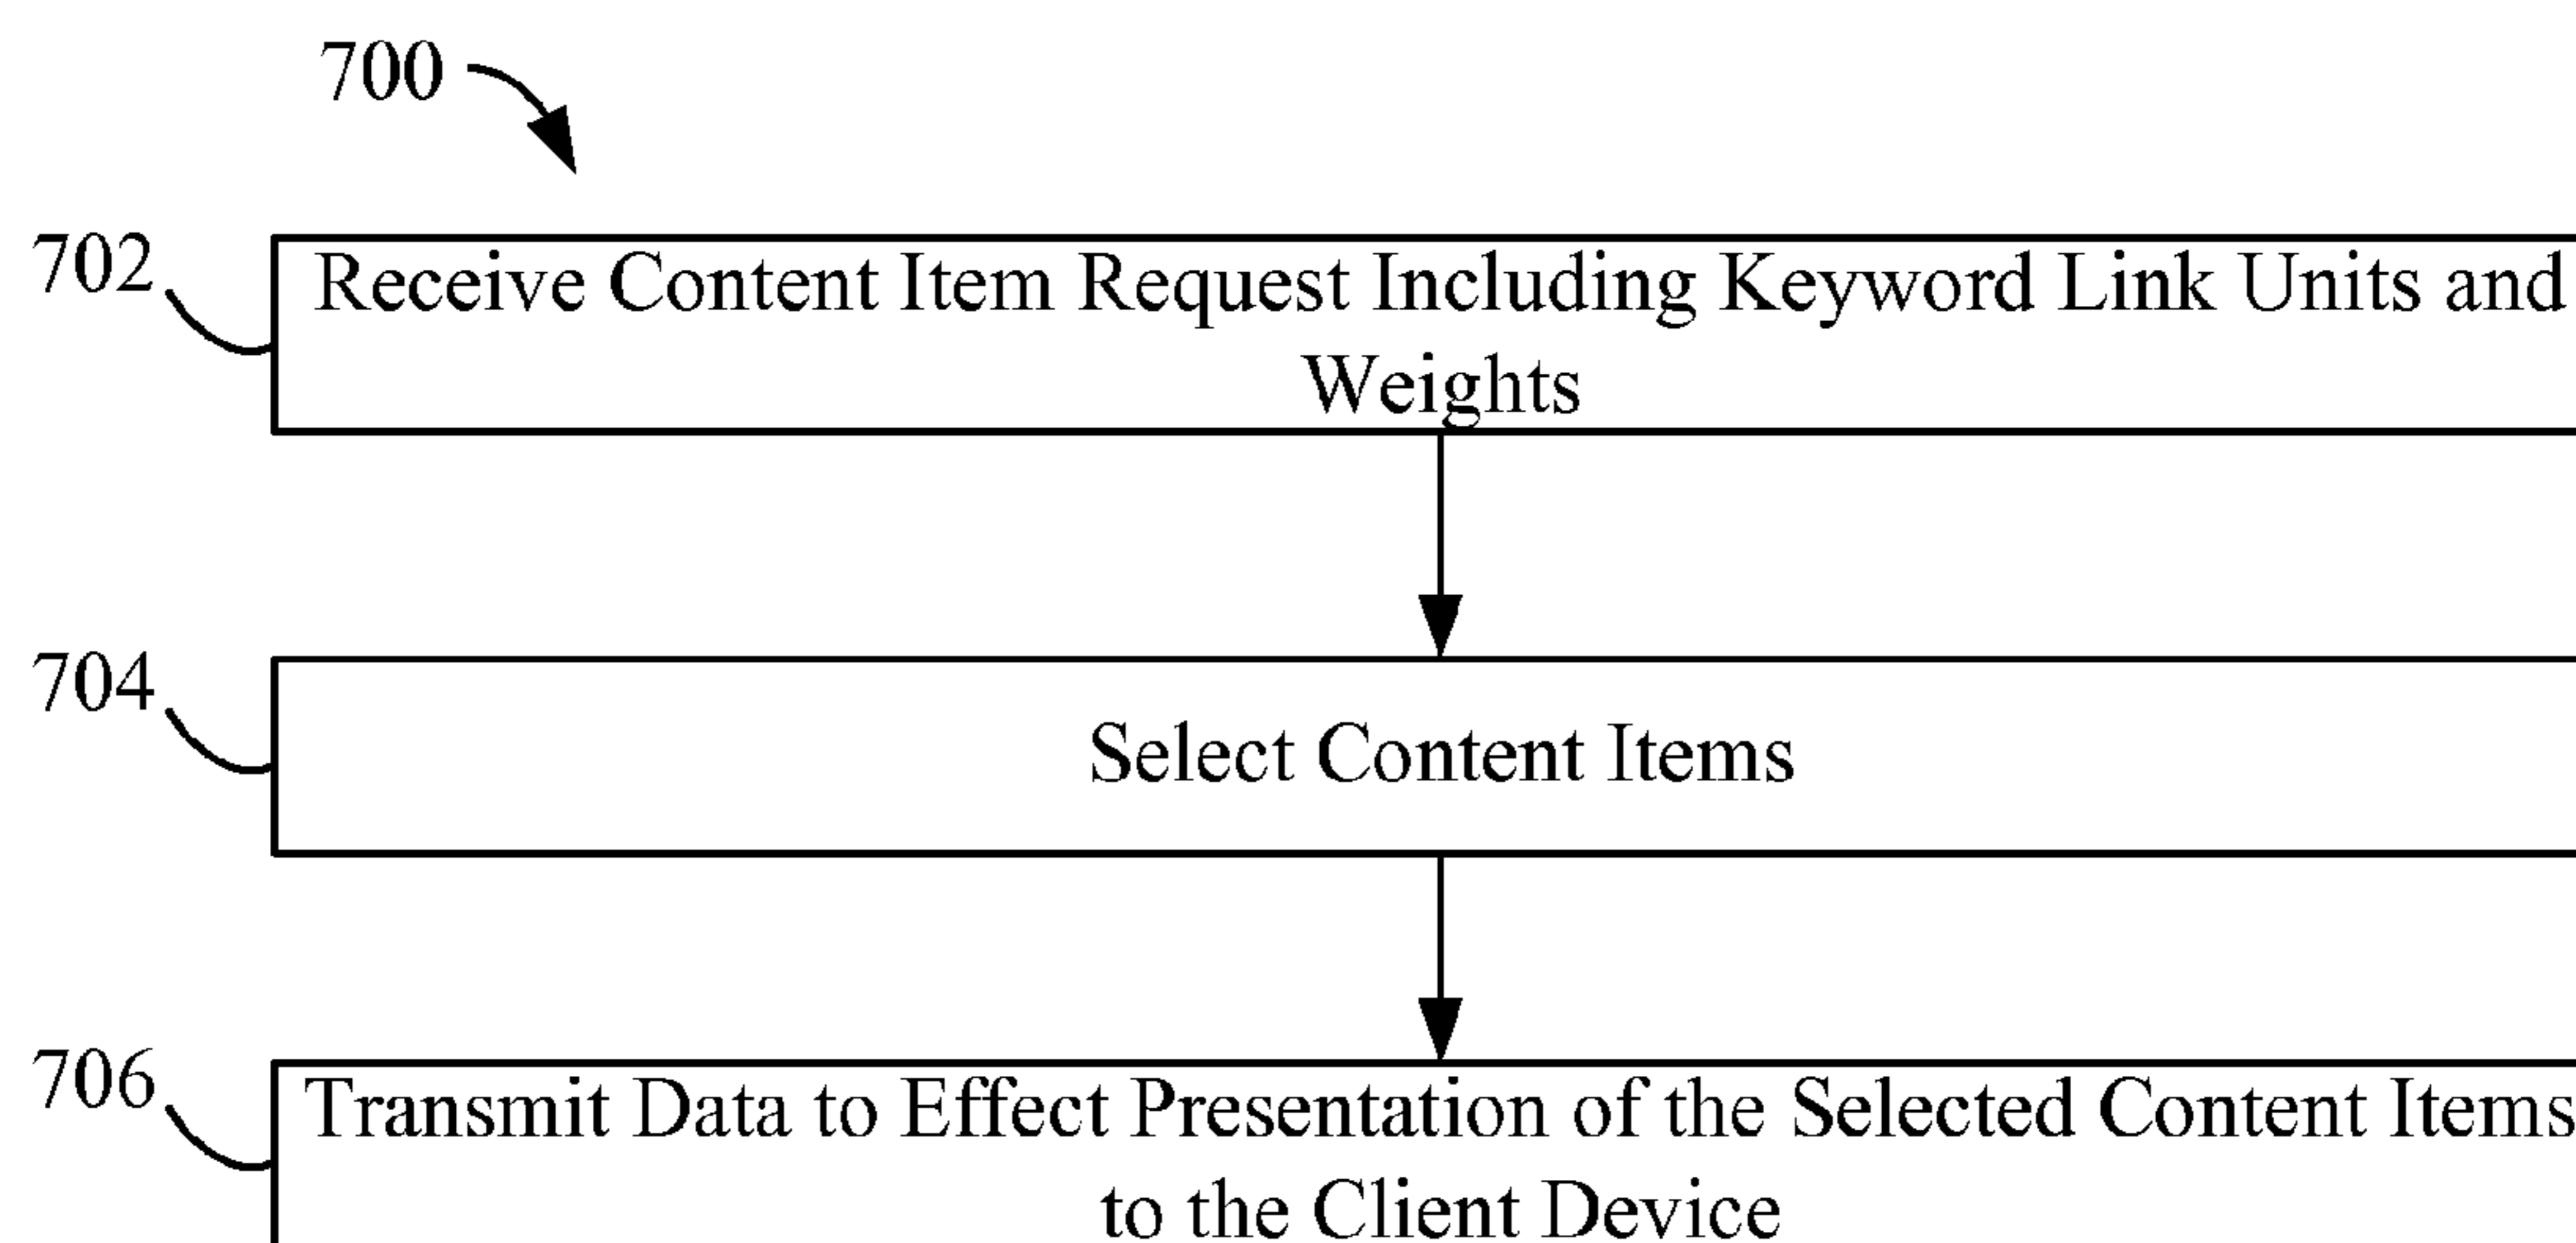 700
702
Receive Content Item Request Including Keyword Link Units and
Weights
704
Select Content Items
706
Transmit Data to Effect Presentation of the Selected Content Items
to the Client Device